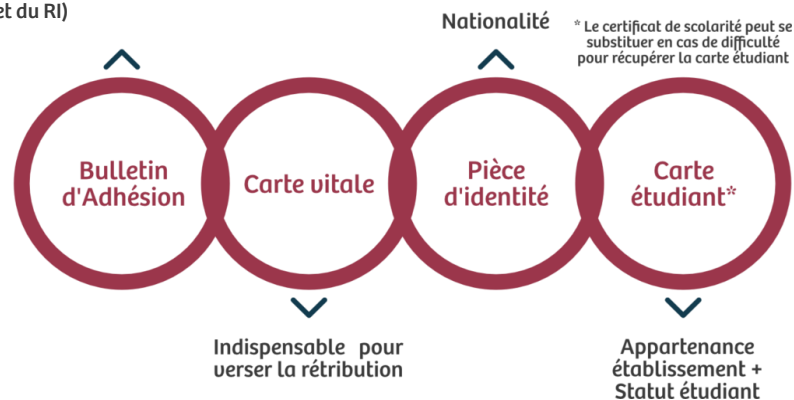 et du RI)
Nationalité
* Le certificat de scolarité peut se
substituer en cas de difficulté
pour récupérer la carte étudiant
Bulletin
d'Adhésion
Carte vitale
Pièce
d'identité
Carte
étudiant*
Indispensable pour
verser la rétribution
Appartenance
établissement +
Statut étudiant